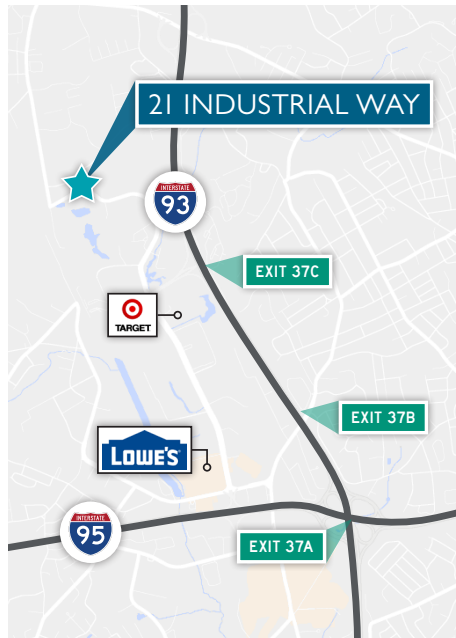 21 INDUSTRIAL WAY
INTERSTATE
93
EXIT 37C
TARGET
EXIT 37B
LOWE'S
INTERSTATE
95
EXIT 37A